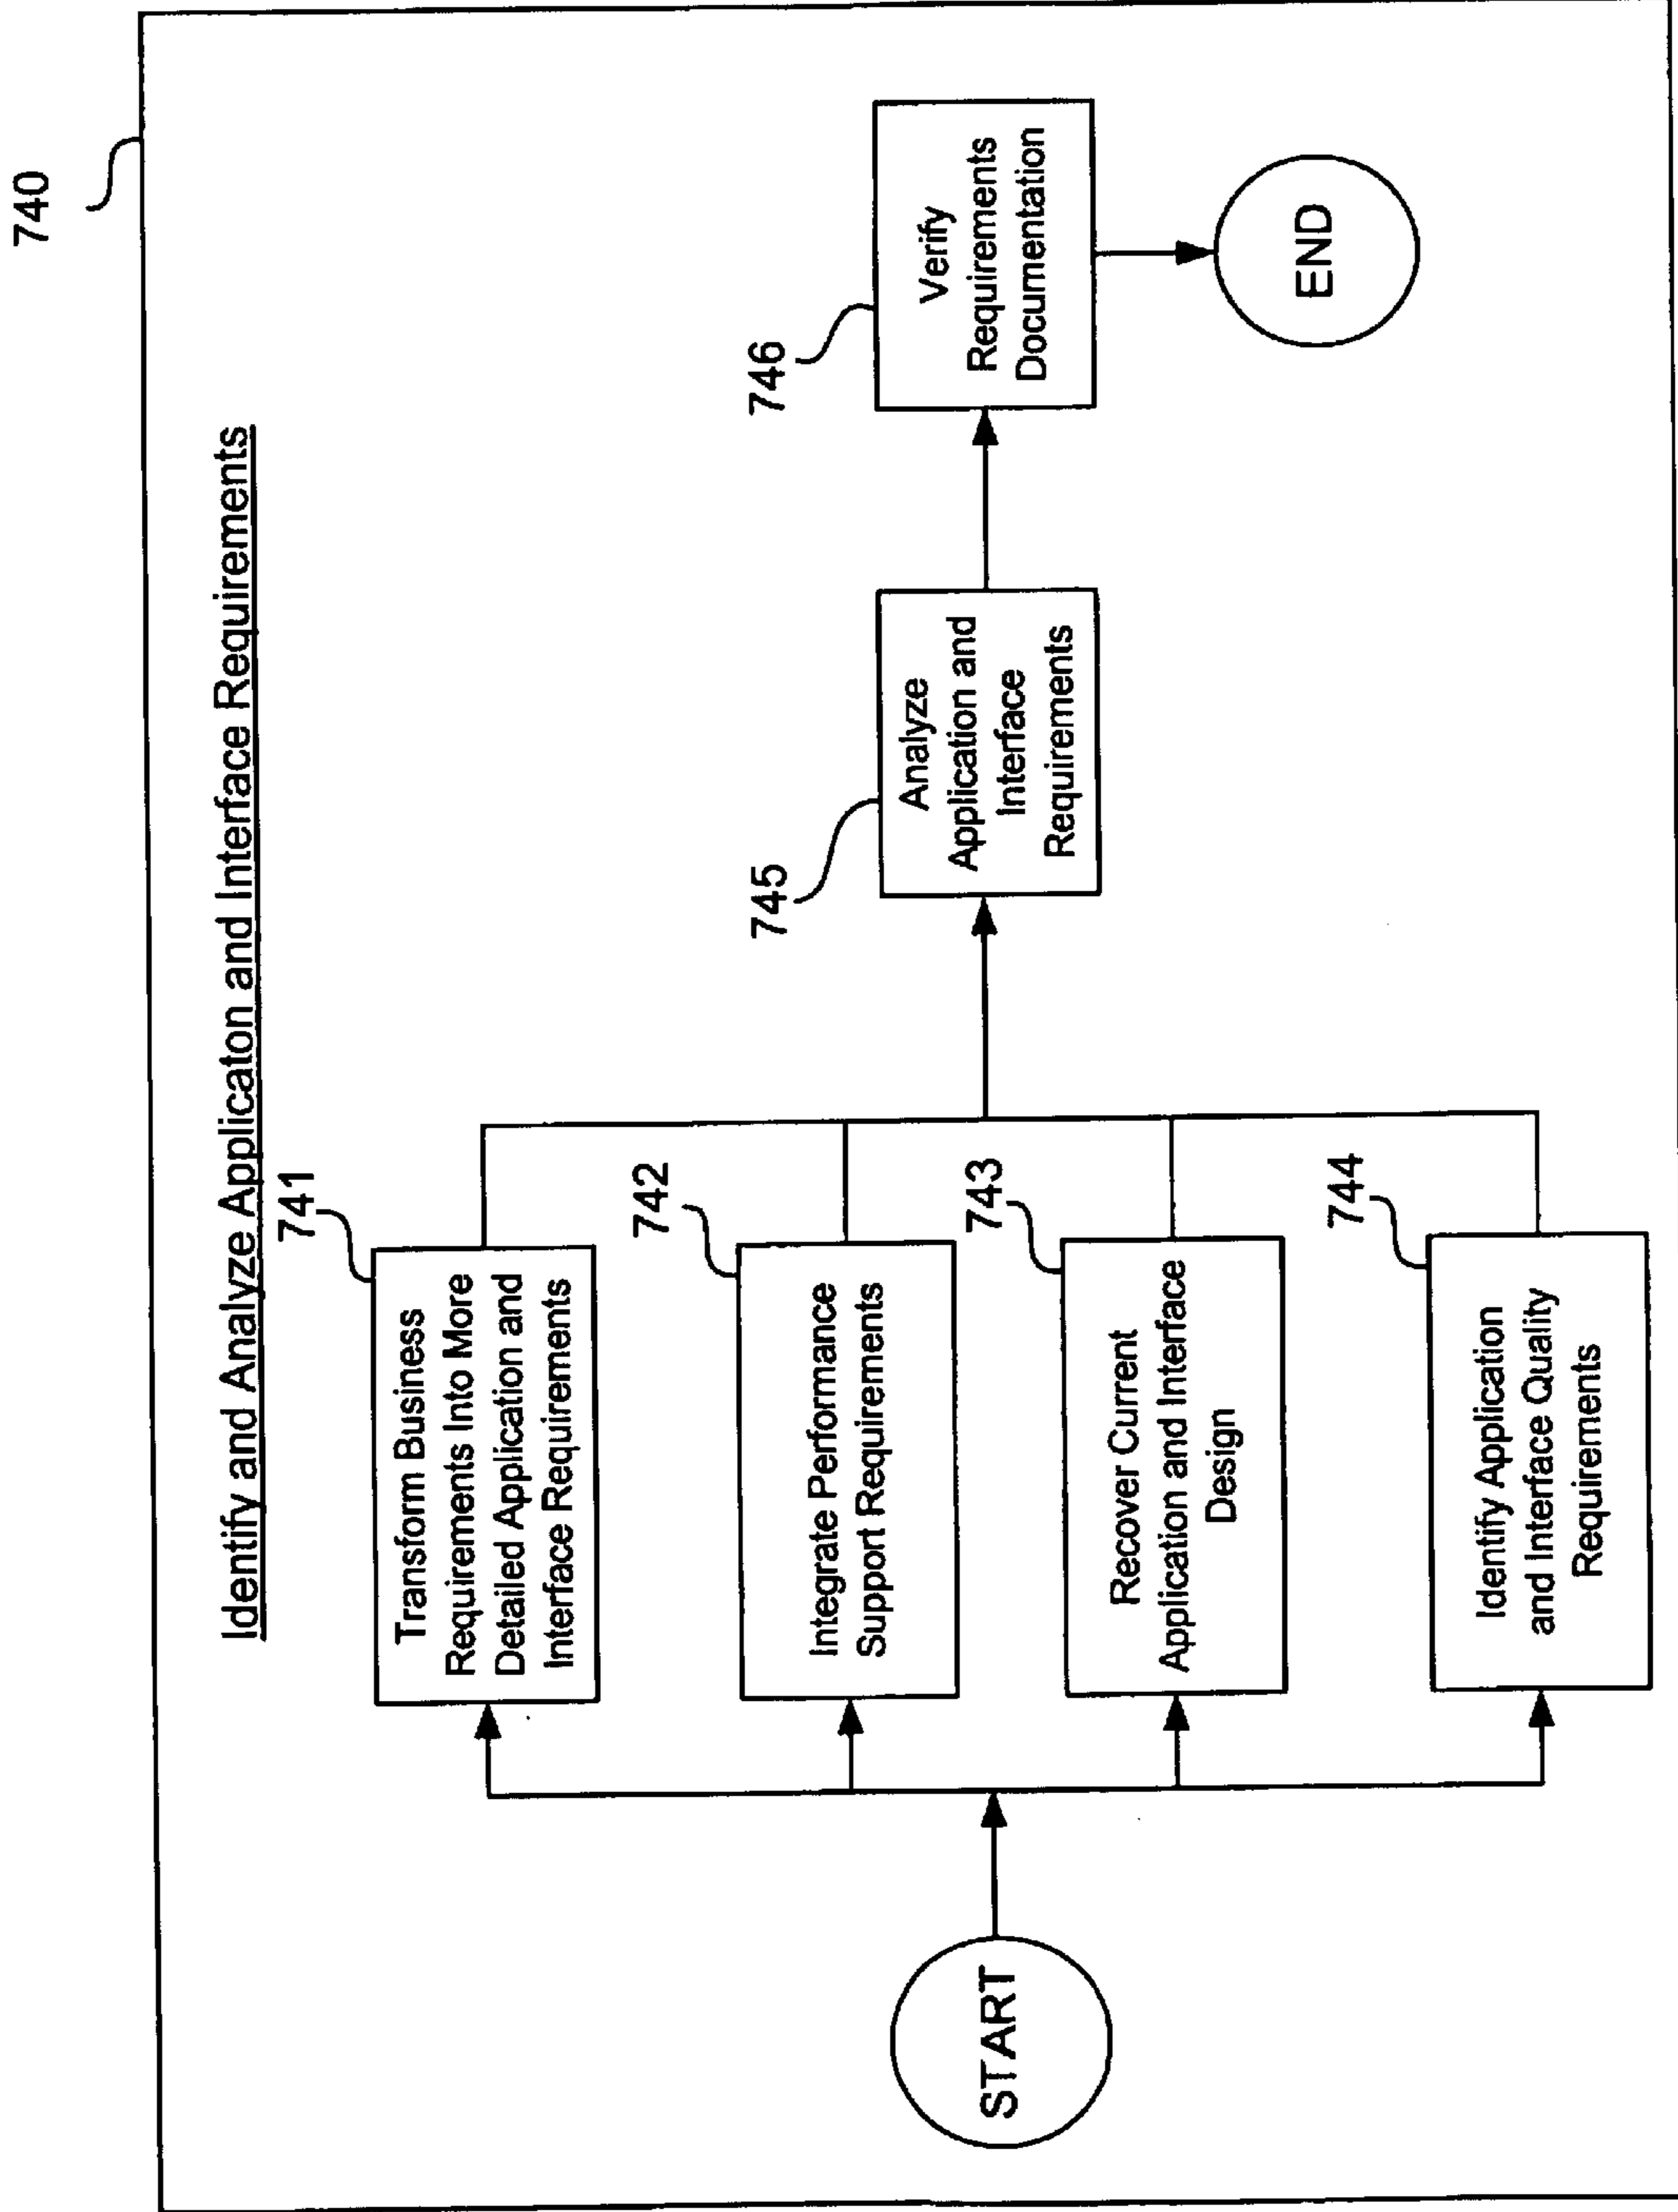 740
Identify and Analyze Applicaton and Interface Requirements
741
Transform Business
Requirements Into More
Detailed Application and
Interface Requirements
742
Integrate Performance
Support Requirements
743
Recover Current
Application and Interface
Design
744
Identify Application
and Interface Quality
Requirements
START
745
Analyze
Application and
Interface
Requirements
746
Verify
Requirements
Documentation
END